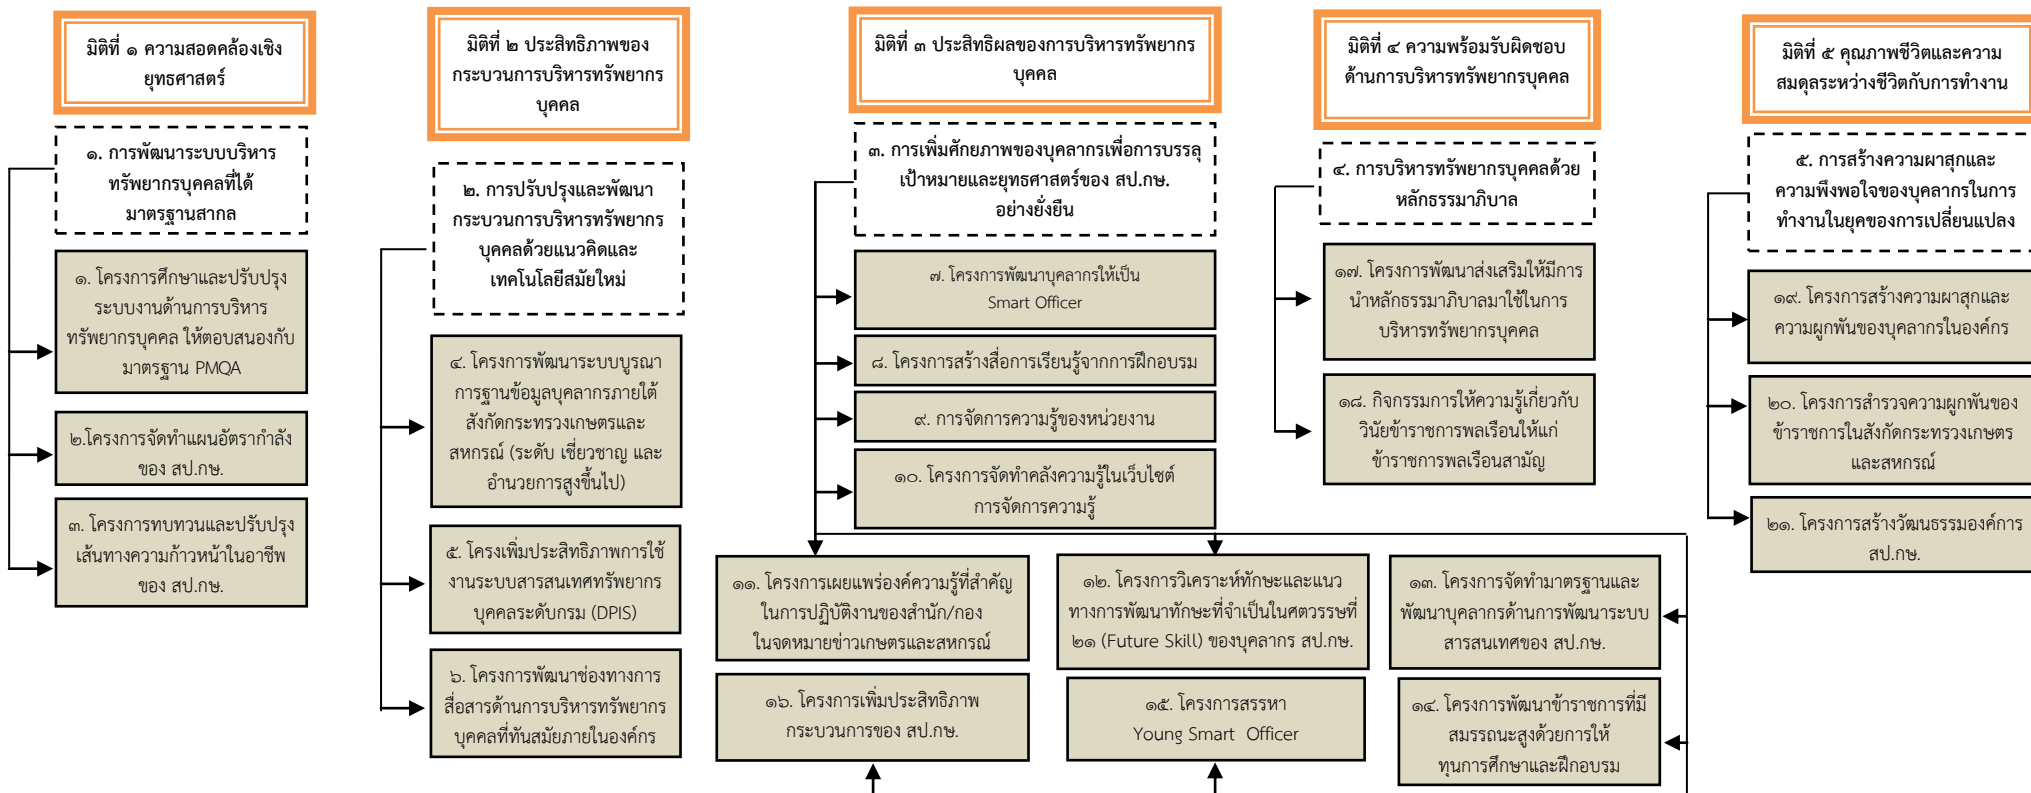 มิติที่ ๑ ความสอดคล้องเชิง
ยุทธศาสตร์
๑. การพัฒนาระบบบริหาร
ทรัพยากรบุคคลที่ได้
มาตรฐานสากล
๑. โครงการศึกษาและปรับปรุง
ระบบงานด้านการบริหาร
ทรัพยากรบุคคล ให้ตอบสนองกับ
มาตรฐาน PMQA
๒.โครงการจัดทำแผนอัตรากำลัง
ของ สป.กษ.
๓. โครงการทบทวนและปรับปรุง
เส้นทางความก้าวหน้าในอาชีพ
ของ สป.กษ.
มิติที่ ๒ ประสิทธิภาพของ
กระบวนการบริหารทรัพยากร
บุคคล
๒. การปรับปรุงและพัฒนา
กระบวนการบริหารทรัพยากร
บุคคลด้วยแนวคิดและ
เทคโนโลยีสมัยใหม่
๔. โครงการพัฒนาระบบบูรณา
การฐานข้อมูลบุคลากรภายใต้
สังกัดกระทรวงเกษตรและ
สหกรณ์ (ระดับ เชี่ยวชาญ และ
อำนวยการสูงขึ้นไป)
๕. โครงเพิ่มประสิทธิภาพการใช้
งานระบบสารสนเทศทรัพยากร
บุคคลระดับกรม (DPIS)
๖. โครงการพัฒนาช่องทางการ
สื่อสารด้านการบริหารทรัพยากร
บุคคลที่ทันสมัยภายในองค์กร
มิติที่ ๓ ประสิทธิผลของการบริหารทรัพยากร
บุคคล
๓. การเพิ่มศักยภาพของบุคลากรเพื่อการบรรลุ
เป้าหมายและยุทธศาสตร์ของ สป.กษ.
อย่างยั่งยืน
๗. โครงการพัฒนาบุคลากรให้เป็น
Smart Officer
๘. โครงการสร้างสื่อการเรียนรู้จากการฝึกอบรม
๙. การจัดการความรู้ของหน่วยงาน
๑๐. โครงการจัดทำคลังความรู้ในเว็บไซต์
การจัดการความรู้
๑๑. โครงการเผยแพร่องค์ความรู้ที่สำคัญ
ในการปฏิบัติงานของสำนัก/กอง
ในจดหมายข่าวเกษตรและสหกรณ์
๑๒. โครงการวิเคราะห์ทักษะและแนว
ทางการพัฒนาทักษะที่จำเป็นในศตวรรษที่
๒๑ (Future Skill) ของบุคลากร สป.กษ.
๑๓. โครงการจัดทำมาตรฐานและ
พัฒนาบุคลากรด้านการพัฒนาระบบ
สารสนเทศของ สป.กษ.
๑๖. โครงการเพิ่มประสิทธิภาพ
กระบวนการของ สป.กษ.
๑๕. โครงการสรรหา
Young Smart Officer
๑๔. โครงการพัฒนาข้าราชการที่มี
สมรรถนะสูงด้วยการให้
ทุนการศึกษาและฝึกอบรม
มิติที่ ๔ ความพร้อมรับผิดชอบ
ด้านการบริหารทรัพยากรบุคคล
๔. การบริหารทรัพยากรบุคคลด้วย
หลักธรรมาภิบาล
๑๗. โครงการพัฒนาส่งเสริมให้มีการ
นำหลักธรรมาภิบาลมาใช้ในการ
บริหารทรัพยากรบุคคล
๑๘. กิจกรรมการให้ความรู้เกี่ยวกับ
วินัยข้าราชการพลเรือนให้แก่
ข้าราชการพลเรือนสามัญ
มิติที่ ๕ คุณภาพชีวิตและความ
สมดุลระหว่างชีวิตกับการทำงาน
๕. การสร้างความผาสุกและ
ความพึงพอใจของบุคลากรในการ
ทำงานในยุคของการเปลี่ยนแปลง
๑๙. โครงการสร้างความผาสุกและ
ความผูกพันของบุคลากรในองค์กร
๒๐. โครงการสำรวจความผูกพันของ
ข้าราชการในสังกัดกระทรวงเกษตร
และสหกรณ์
๒๑. โครงการสร้างวัฒนธรรมองค์การ
สป.กษ.